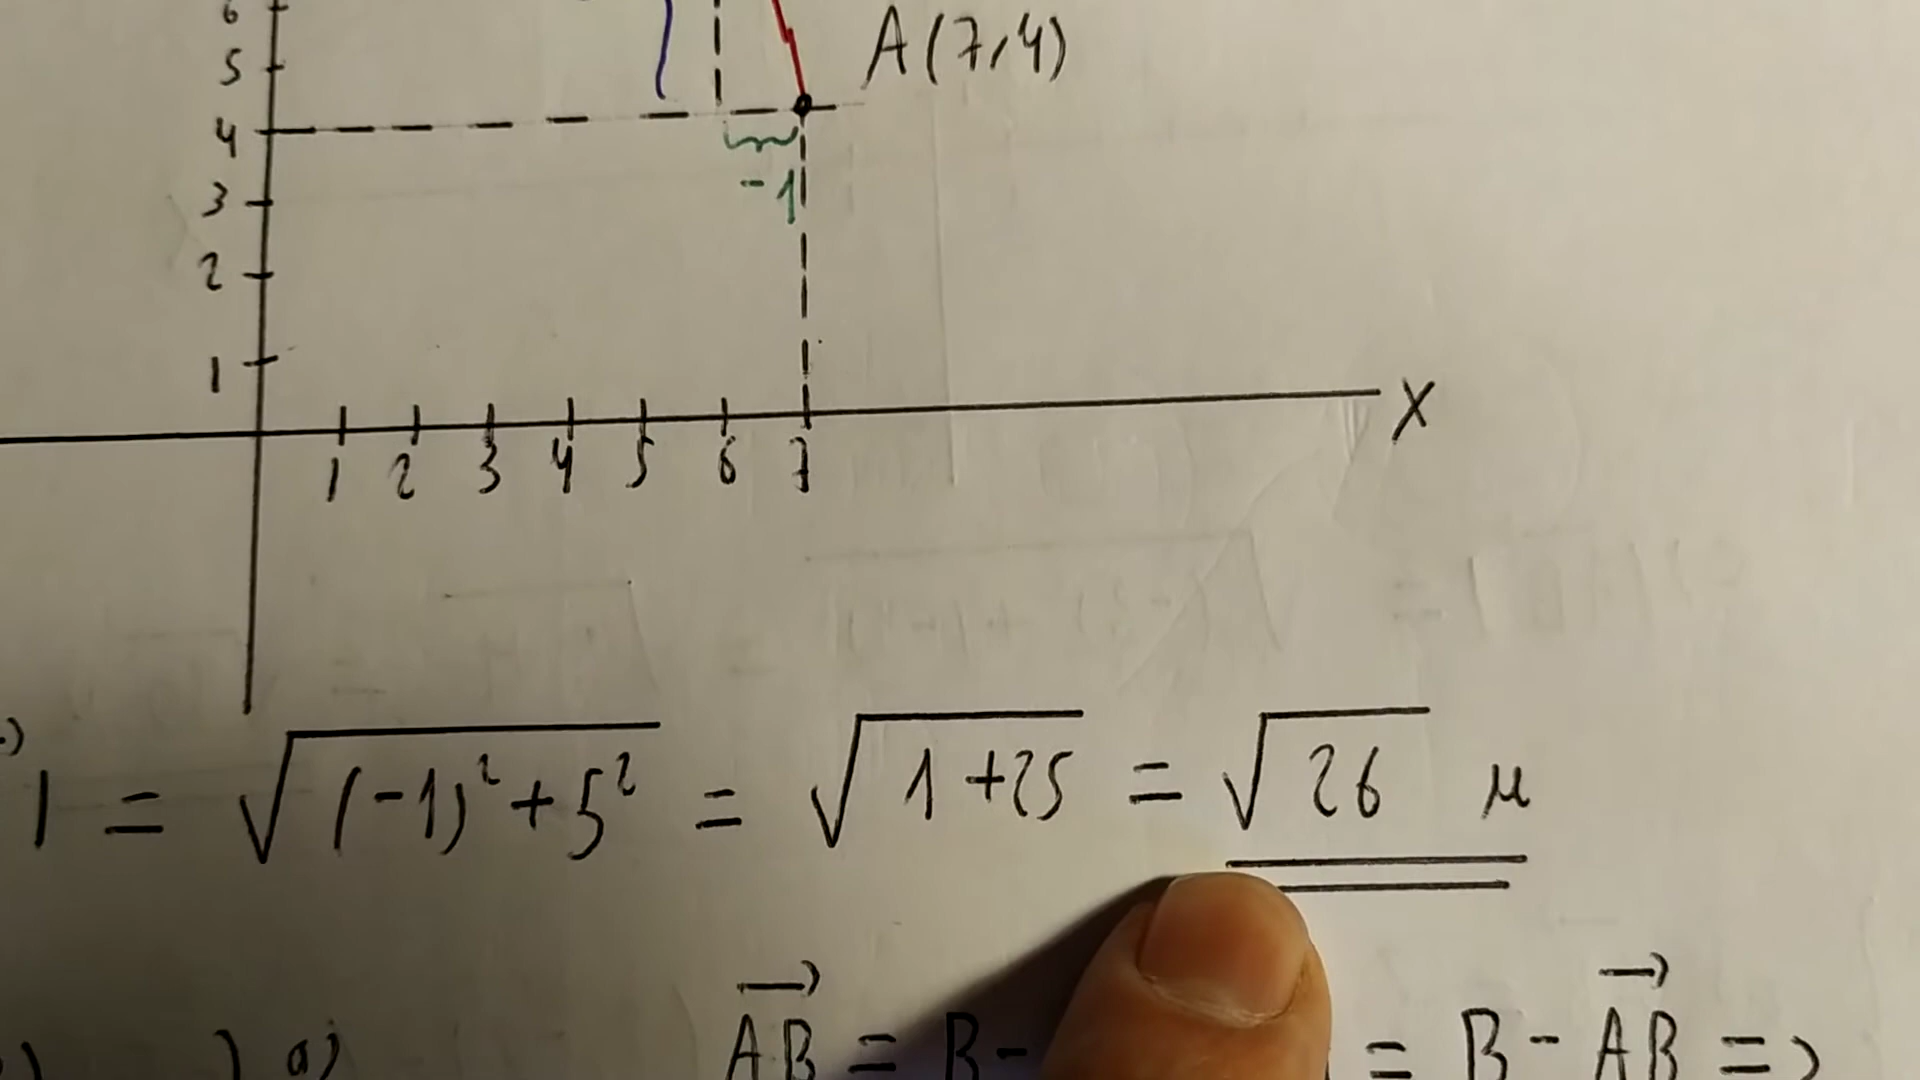 6
5
A(7,4)
4
-1
3
2
1
X
1 2 3 4 5 6 7
| = √(-1)² + 5² = √1+25 = √26 u
) a) AB = B- = B - AB =>